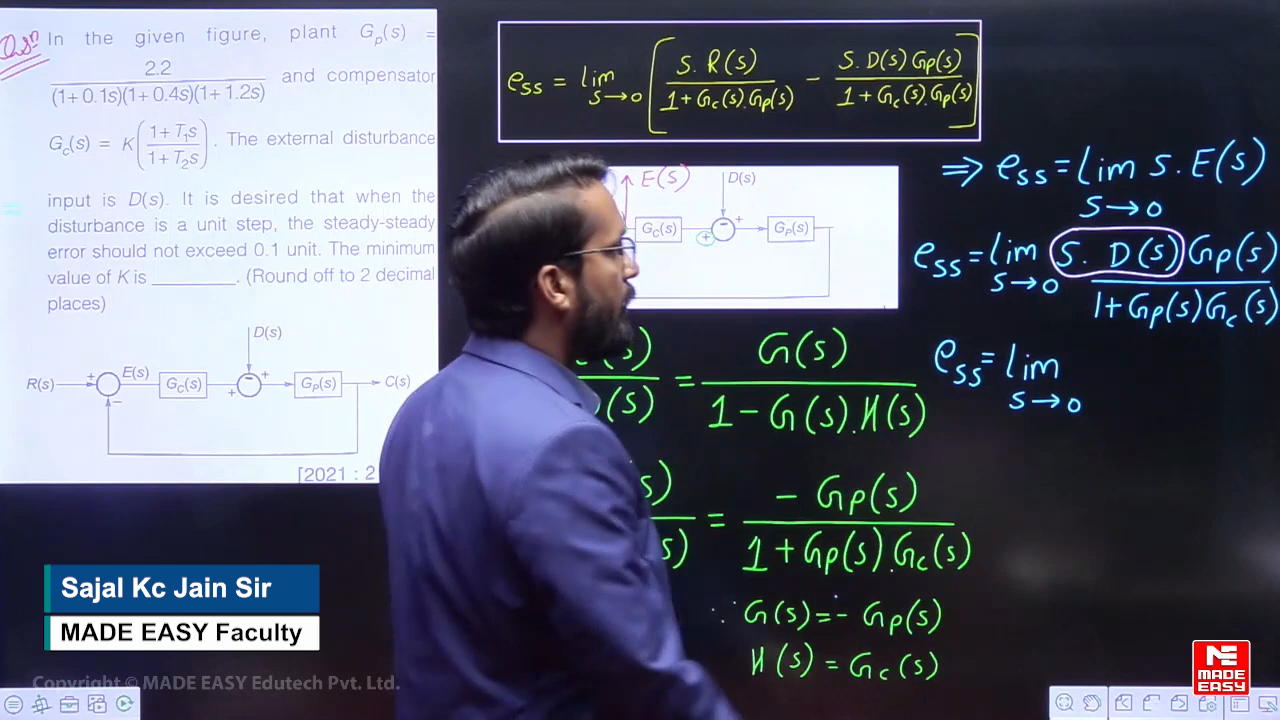 Qsn In the given figure, plant Gp(s) =
2.2
(1+0.1s)(1+0.4s)(1+1.2s)
and compensator
Gc(s) = K(1+T1s / 1+T2s). The external disturbance
input is D(s). It is desired that when the
disturbance is a unit step, the steady-steady
error should not exceed 0.1 unit. The minimum
value of K is ________. (Round off to 2 decimal
places)
D(s)
R(s) + − E(s) Gc(s) + − + Gp(s) C(s)
[2021 : 2
ess = lim s→0 [ S.R(s) / 1+Gc(s).Gp(s) − S.D(s)Gp(s) / 1+Gc(s).Gp(s) ]
E(s) D(s)
Gc(s) + − + Gp(s)
(s) = G(s)
(s) 1−G(s).H(s)
s) = −Gp(s)
s) 1+Gp(s).Gc(s)
∵ G(s)=−Gp(s)
H(s) = Gc(s)
⇒ ess = Lim S.E(s)
s→0
ess = lim s→0 S. D(s) Gp(s)
1+Gp(s)Gc(s)
ess = lim
s→0
Sajal Kc Jain Sir
MADE EASY Faculty
Copyright © MADE EASY Edutech Pvt. Ltd.
ME
MADE
EASY